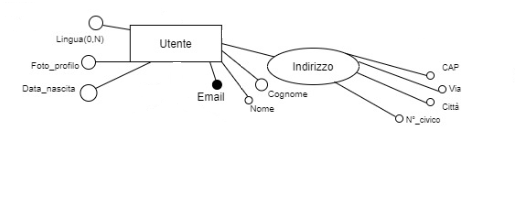 Lingua(0,N)
Utente
Foto_profilo
Data_nascita
Email
Nome
Cognome
Indirizzo
CAP
Via
Città
N°_civico